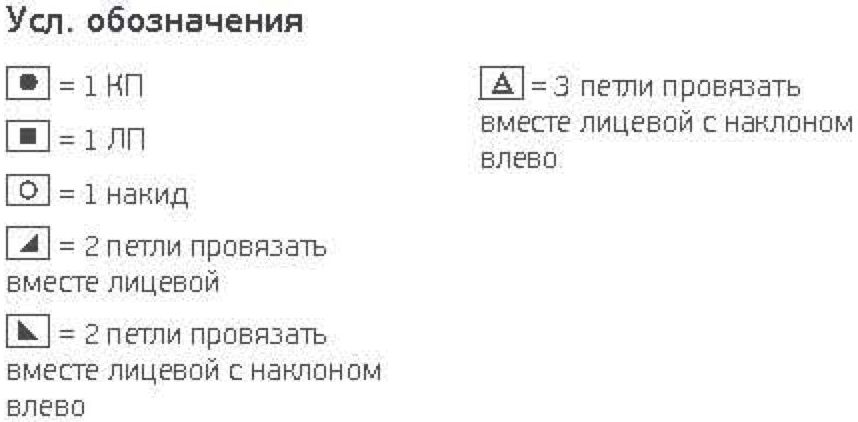 Усл. обозначения
= 1 КП
= 1 ЛП
= 1 накид
= 2 петли провязать
вместе лицевой
= 2 петли провязать
вместе лицевой с наклоном
влево
= 3 петли провязать
вместе лицевой с наклоном
влево